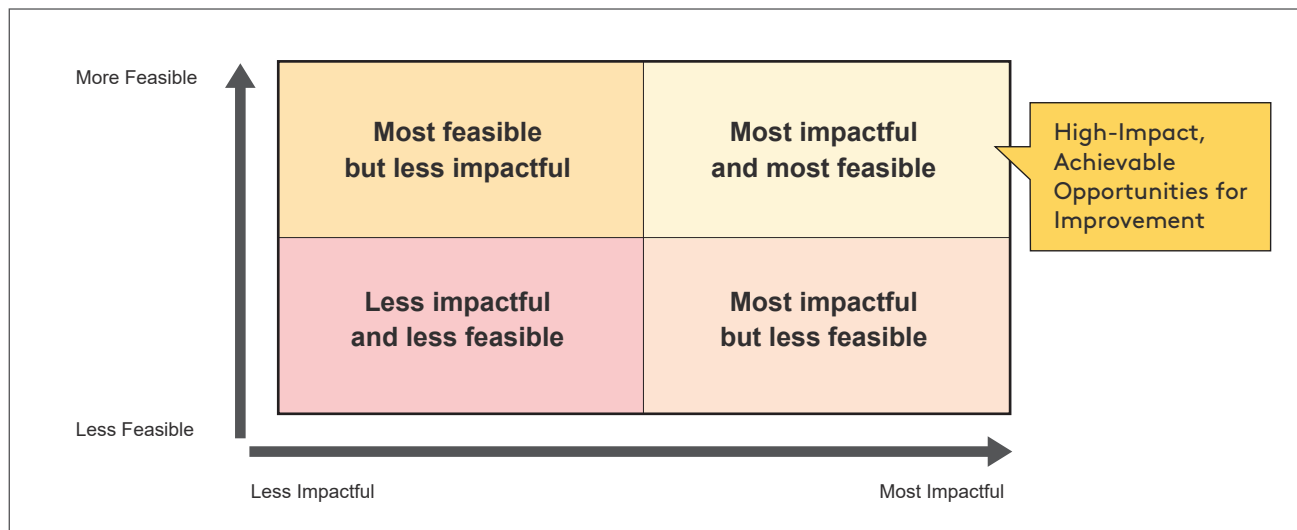 More Feasible
Most feasible
but less impactful
Most impactful
and most feasible
High-Impact,
Achievable
Opportunities for
Improvement
Less impactful
and less feasible
Most impactful
but less feasible
Less Feasible
Less Impactful
Most Impactful